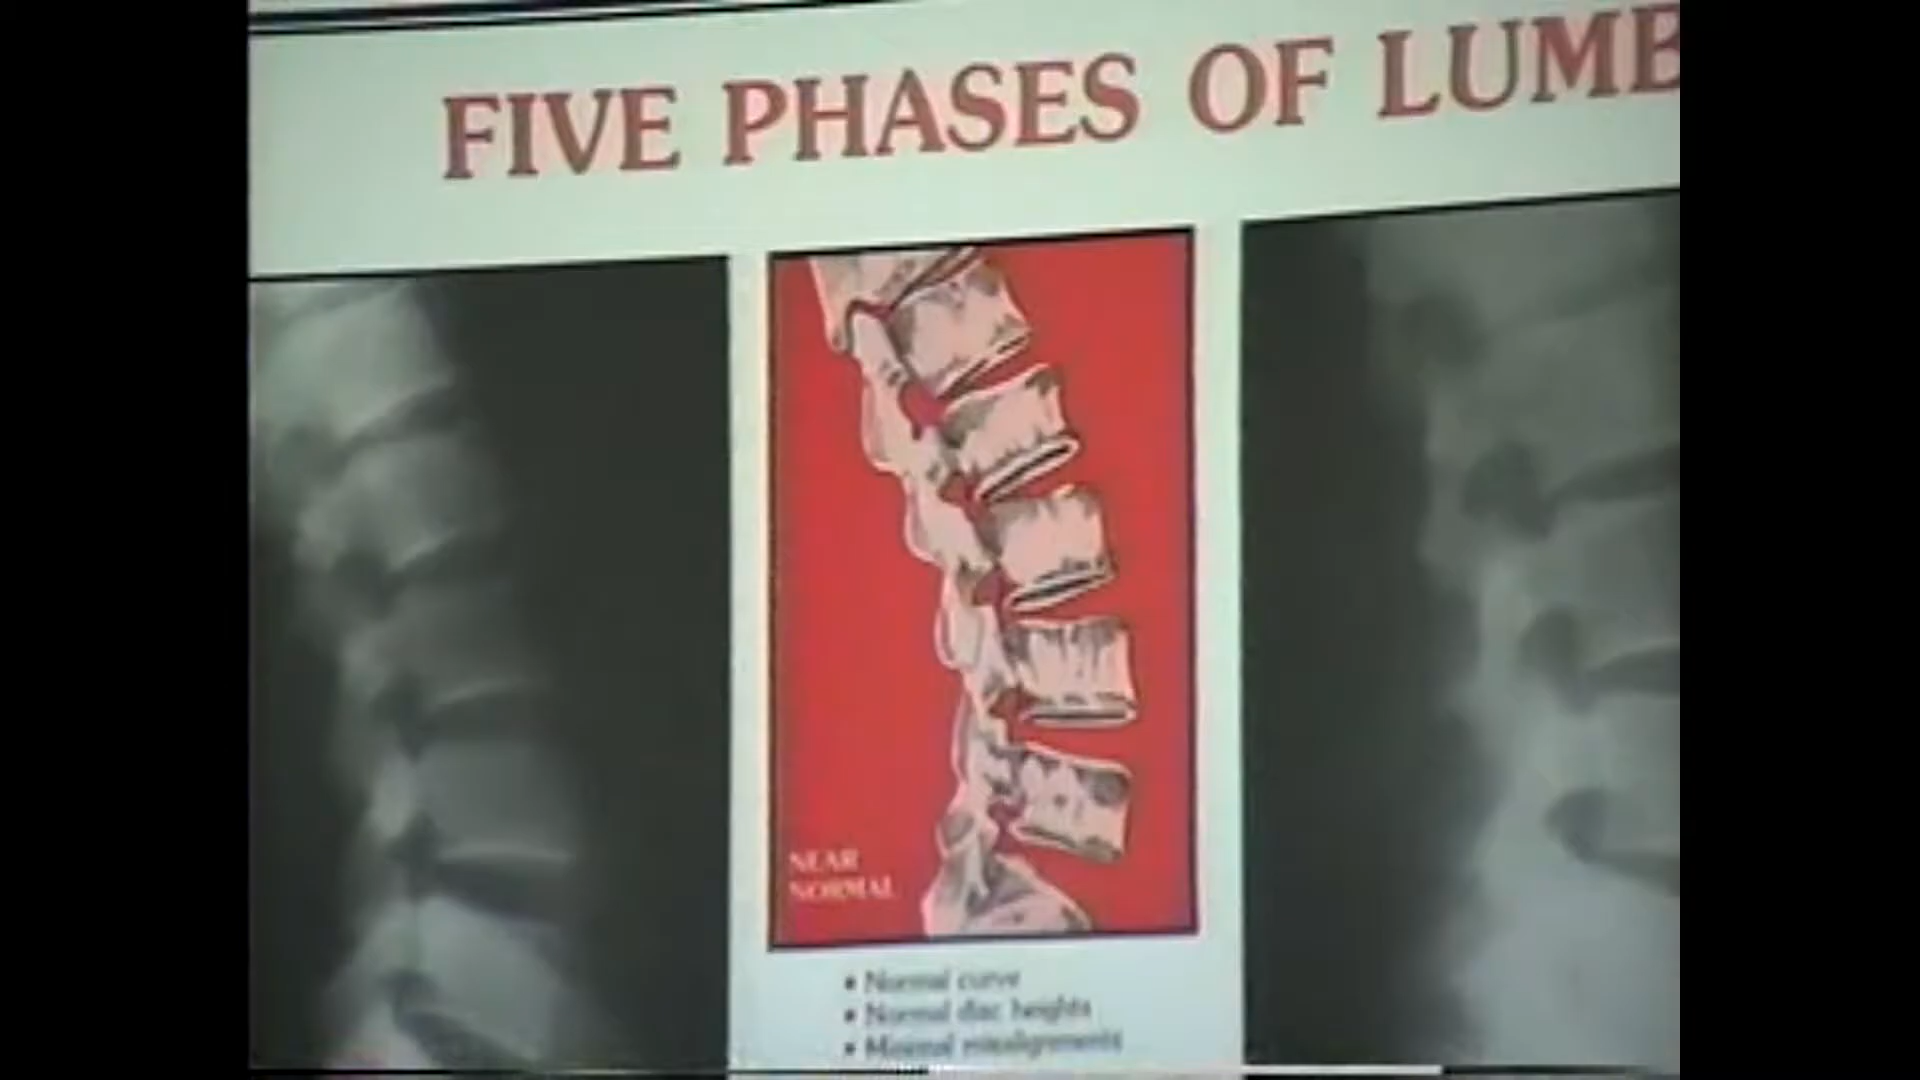 FIVE PHASES OF LUMB
NEAR
NORMAL
• Normal curve
• Normal disc heights
• Minimal misalignments